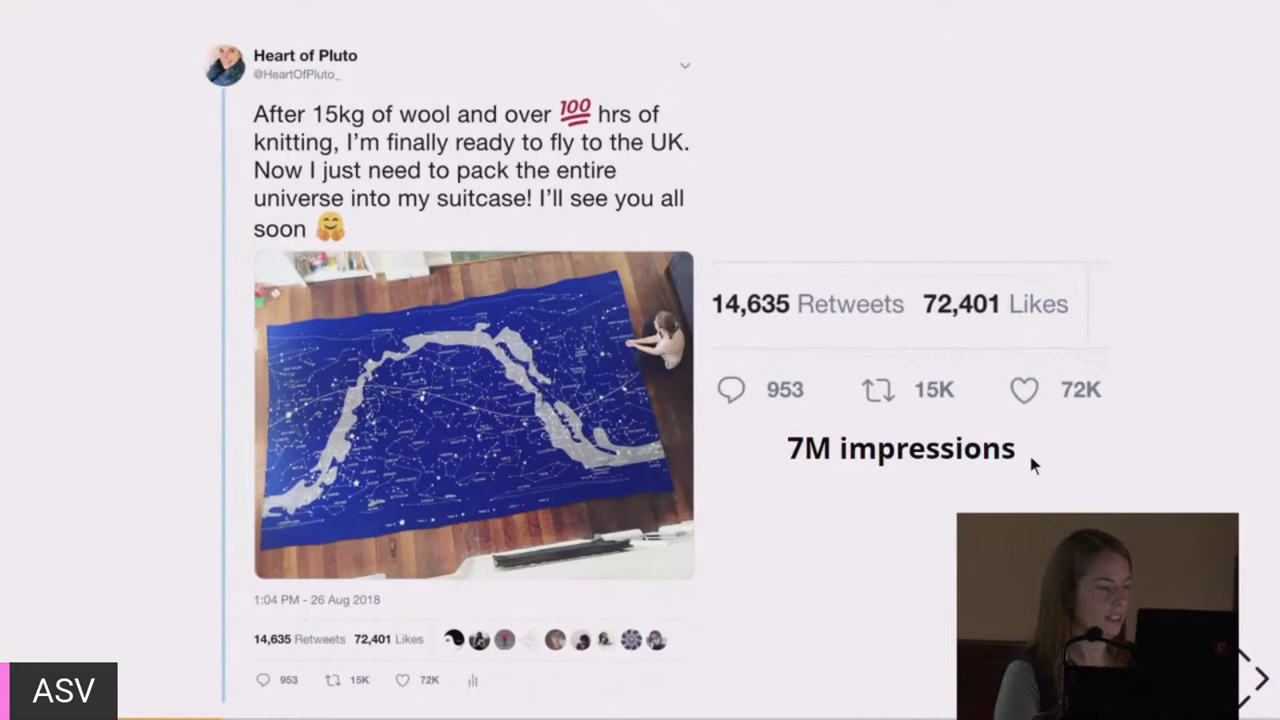 Heart of Pluto
@HeartOfPluto_
After 15kg of wool and over 💯 hrs of
knitting, I'm finally ready to fly to the UK.
Now I just need to pack the entire
universe into my suitcase! I'll see you all
soon 🤗
14,635 Retweets 72,401 Likes
953 15K 72K
7M impressions
1:04 PM - 26 Aug 2018
14,635 Retweets 72,401 Likes
953 15K 72K
ASV